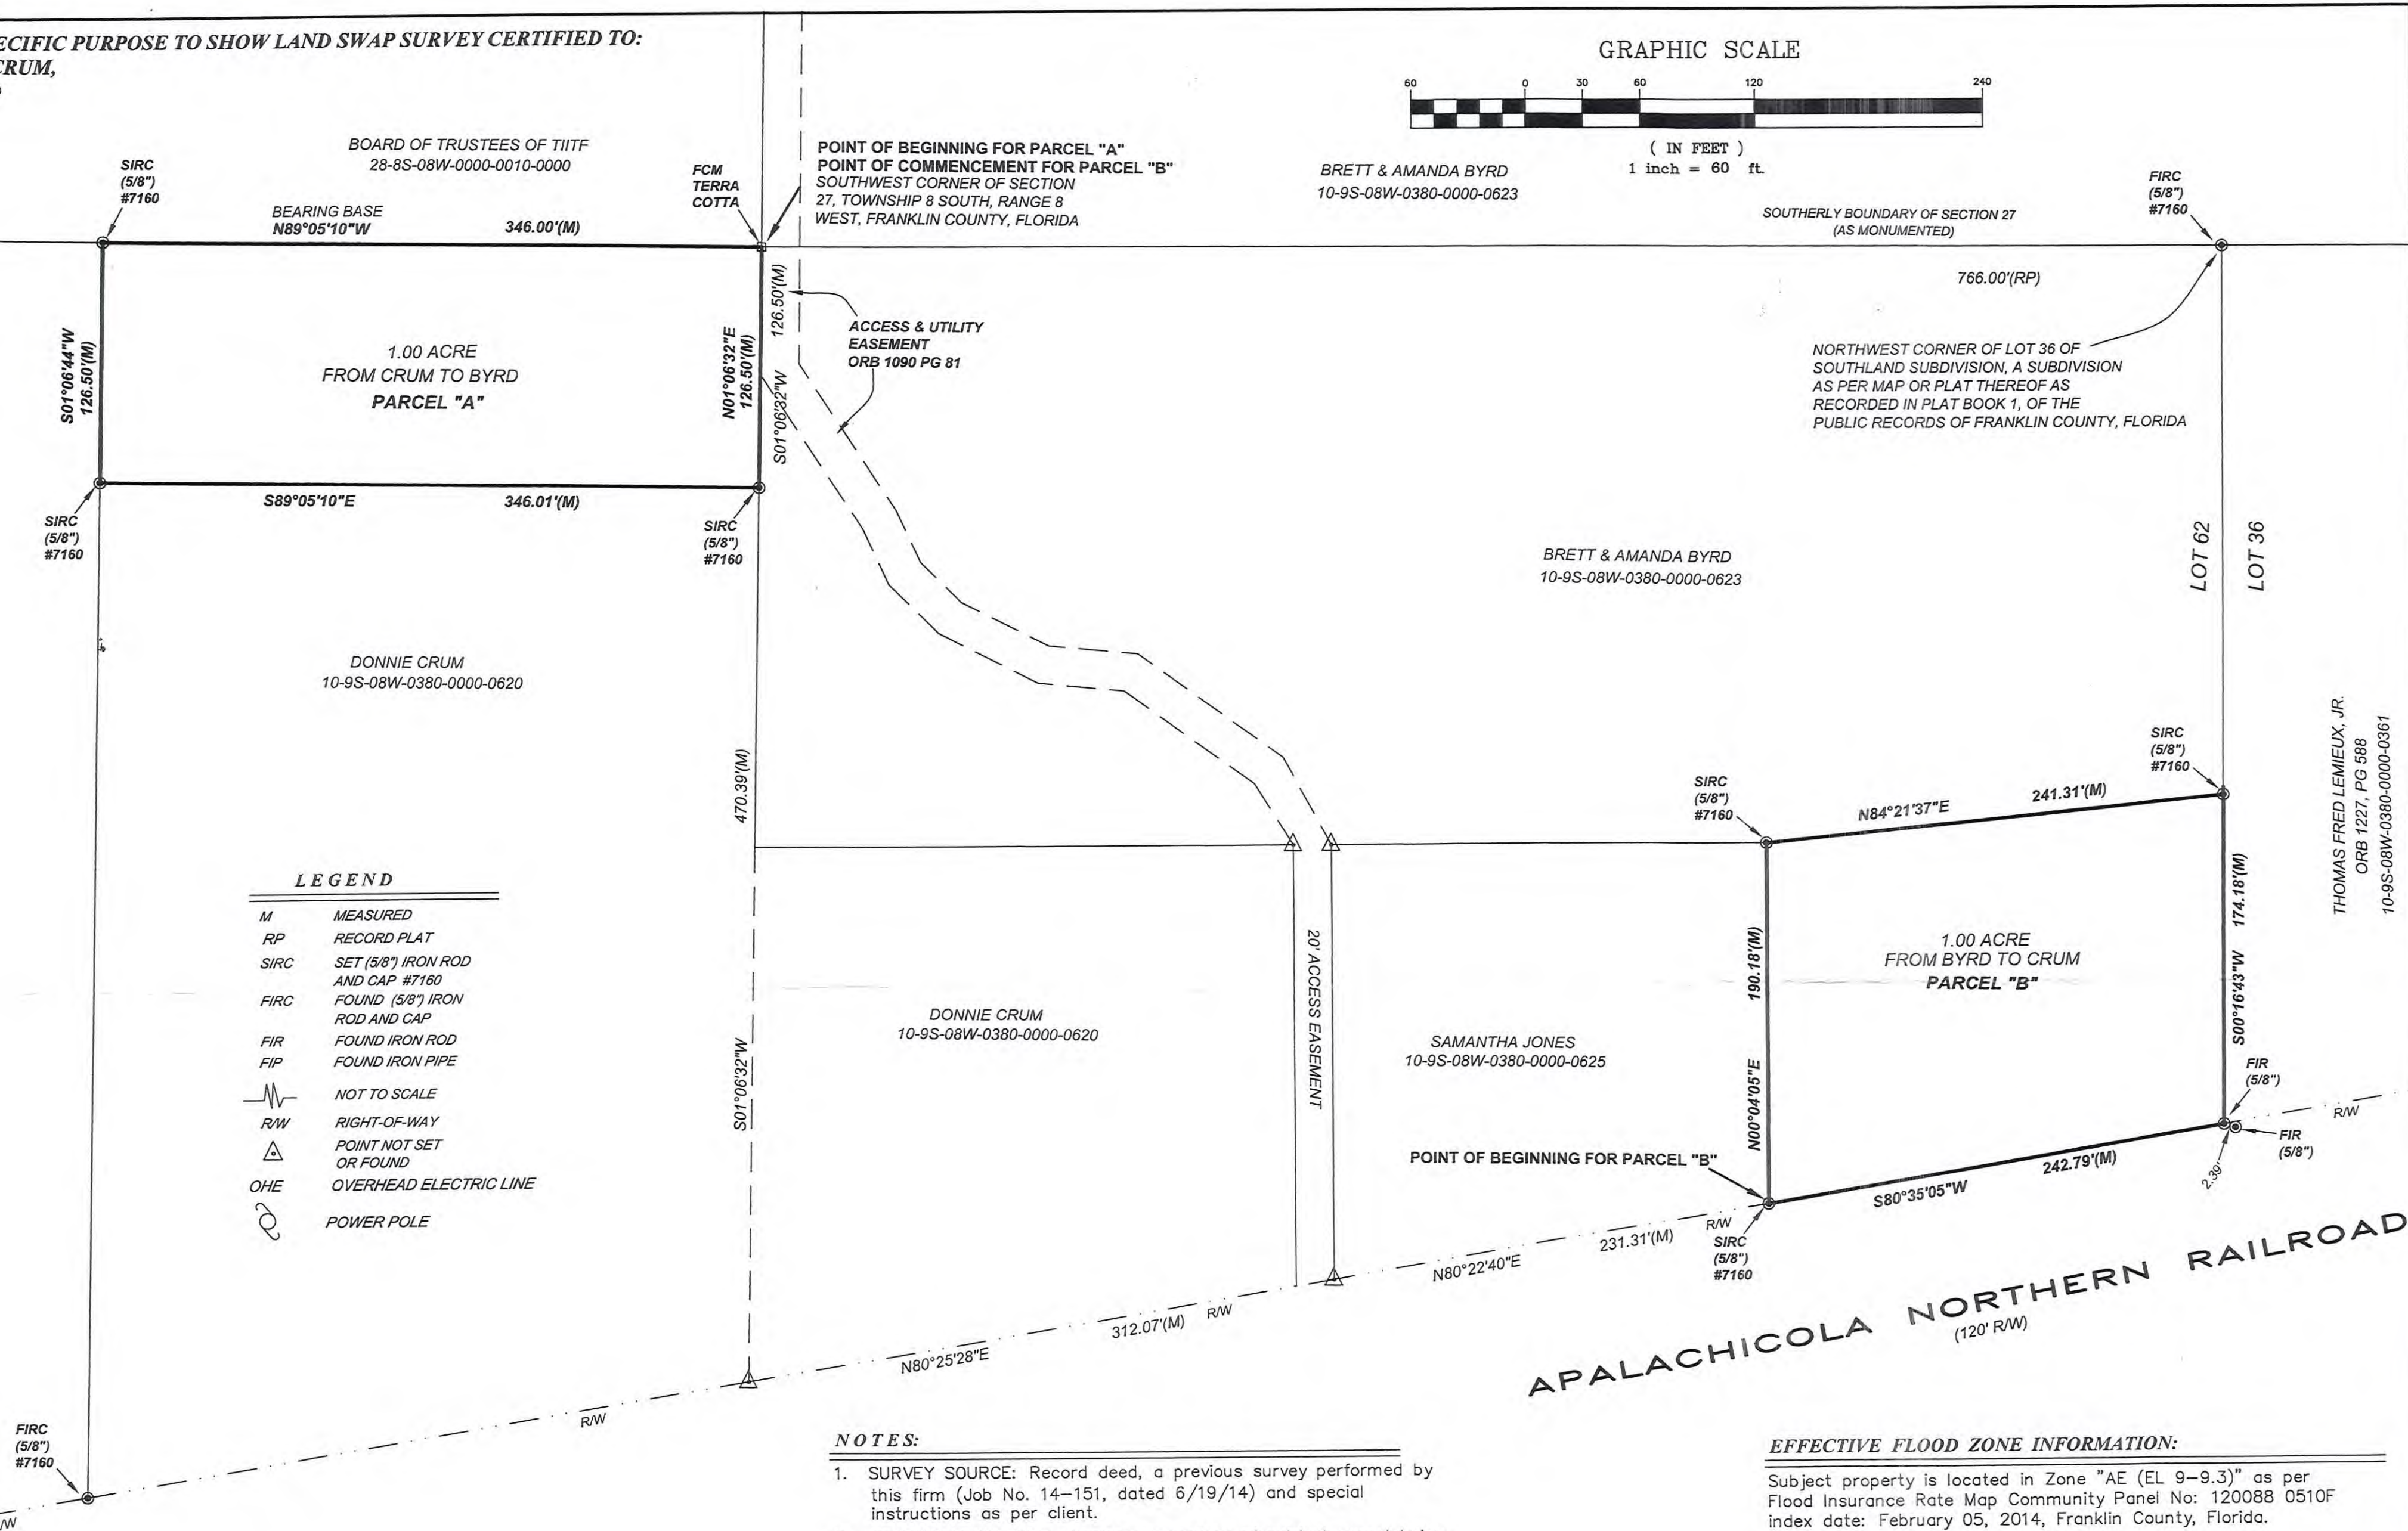 ECIFIC PURPOSE TO SHOW LAND SWAP SURVEY CERTIFIED TO:
CRUM,
GRAPHIC SCALE
60 0 30 60 120 240
( IN FEET )
1 inch = 60 ft.
BOARD OF TRUSTEES OF TIITF
28-8S-08W-0000-0010-0000
SIRC
(5/8")
#7160
BEARING BASE
N89°05'10"W 346.00'(M)
FCM
TERRA
COTTA
POINT OF BEGINNING FOR PARCEL "A"
POINT OF COMMENCEMENT FOR PARCEL "B"
SOUTHWEST CORNER OF SECTION
27, TOWNSHIP 8 SOUTH, RANGE 8
WEST, FRANKLIN COUNTY, FLORIDA
BRETT & AMANDA BYRD
10-9S-08W-0380-0000-0623
SOUTHERLY BOUNDARY OF SECTION 27
(AS MONUMENTED)
FIRC
(5/8")
#7160
766.00'(RP)
S01°06'44"W
126.50'(M)
1.00 ACRE
FROM CRUM TO BYRD
PARCEL "A"
N01°06'32"E
126.50'(M)
126.50'(M)
S01°06'32"W
ACCESS & UTILITY
EASEMENT
ORB 1090 PG 81
NORTHWEST CORNER OF LOT 36 OF
SOUTHLAND SUBDIVISION, A SUBDIVISION
AS PER MAP OR PLAT THEREOF AS
RECORDED IN PLAT BOOK 1, OF THE
PUBLIC RECORDS OF FRANKLIN COUNTY, FLORIDA
S89°05'10"E 346.01'(M)
SIRC
(5/8")
#7160
SIRC
(5/8")
#7160
BRETT & AMANDA BYRD
10-9S-08W-0380-0000-0623
LOT 62
LOT 36
DONNIE CRUM
10-9S-08W-0380-0000-0620
470.39'(M)
S01°06'32"W
THOMAS FRED LEMIEUX, JR.
ORB 1227, PG 588
10-9S-08W-0380-0000-0361
SIRC
(5/8")
#7160
SIRC
(5/8")
#7160
N84°21'37"E 241.31'(M)
LEGEND
M MEASURED
RP RECORD PLAT
SIRC SET (5/8") IRON ROD
AND CAP #7160
FIRC FOUND (5/8") IRON
ROD AND CAP
FIR FOUND IRON ROD
FIP FOUND IRON PIPE
NOT TO SCALE
R/W RIGHT-OF-WAY
POINT NOT SET
OR FOUND
OHE OVERHEAD ELECTRIC LINE
POWER POLE
DONNIE CRUM
10-9S-08W-0380-0000-0620
20' ACCESS EASEMENT
SAMANTHA JONES
10-9S-08W-0380-0000-0625
N00°04'05"E 190.18'(M)
1.00 ACRE
FROM BYRD TO CRUM
PARCEL "B"
S00°16'43"W 174.18'(M)
FIR
(5/8")
R/W
FIR
(5/8")
2.39'
POINT OF BEGINNING FOR PARCEL "B"
S80°35'05"W 242.79'(M)
R/W
SIRC
(5/8")
#7160
N80°22'40"E 231.31'(M)
R/W
N80°25'28"E 312.07'(M)
R/W
APALACHICOLA NORTHERN RAILROAD
(120' R/W)
FIRC
(5/8")
#7160
/W
NOTES:
1. SURVEY SOURCE: Record deed, a previous survey performed by
this firm (Job No. 14-151, dated 6/19/14) and special
instructions as per client.
EFFECTIVE FLOOD ZONE INFORMATION:
Subject property is located in Zone "AE (EL 9-9.3)" as per
Flood Insurance Rate Map Community Panel No: 120088 0510F
index date: February 05, 2014, Franklin County, Florida.